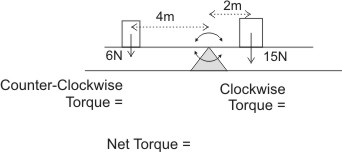 2m
4m
6N
15N
Counter-Clockwise
Torque =
Clockwise
Torque =
Net Torque =